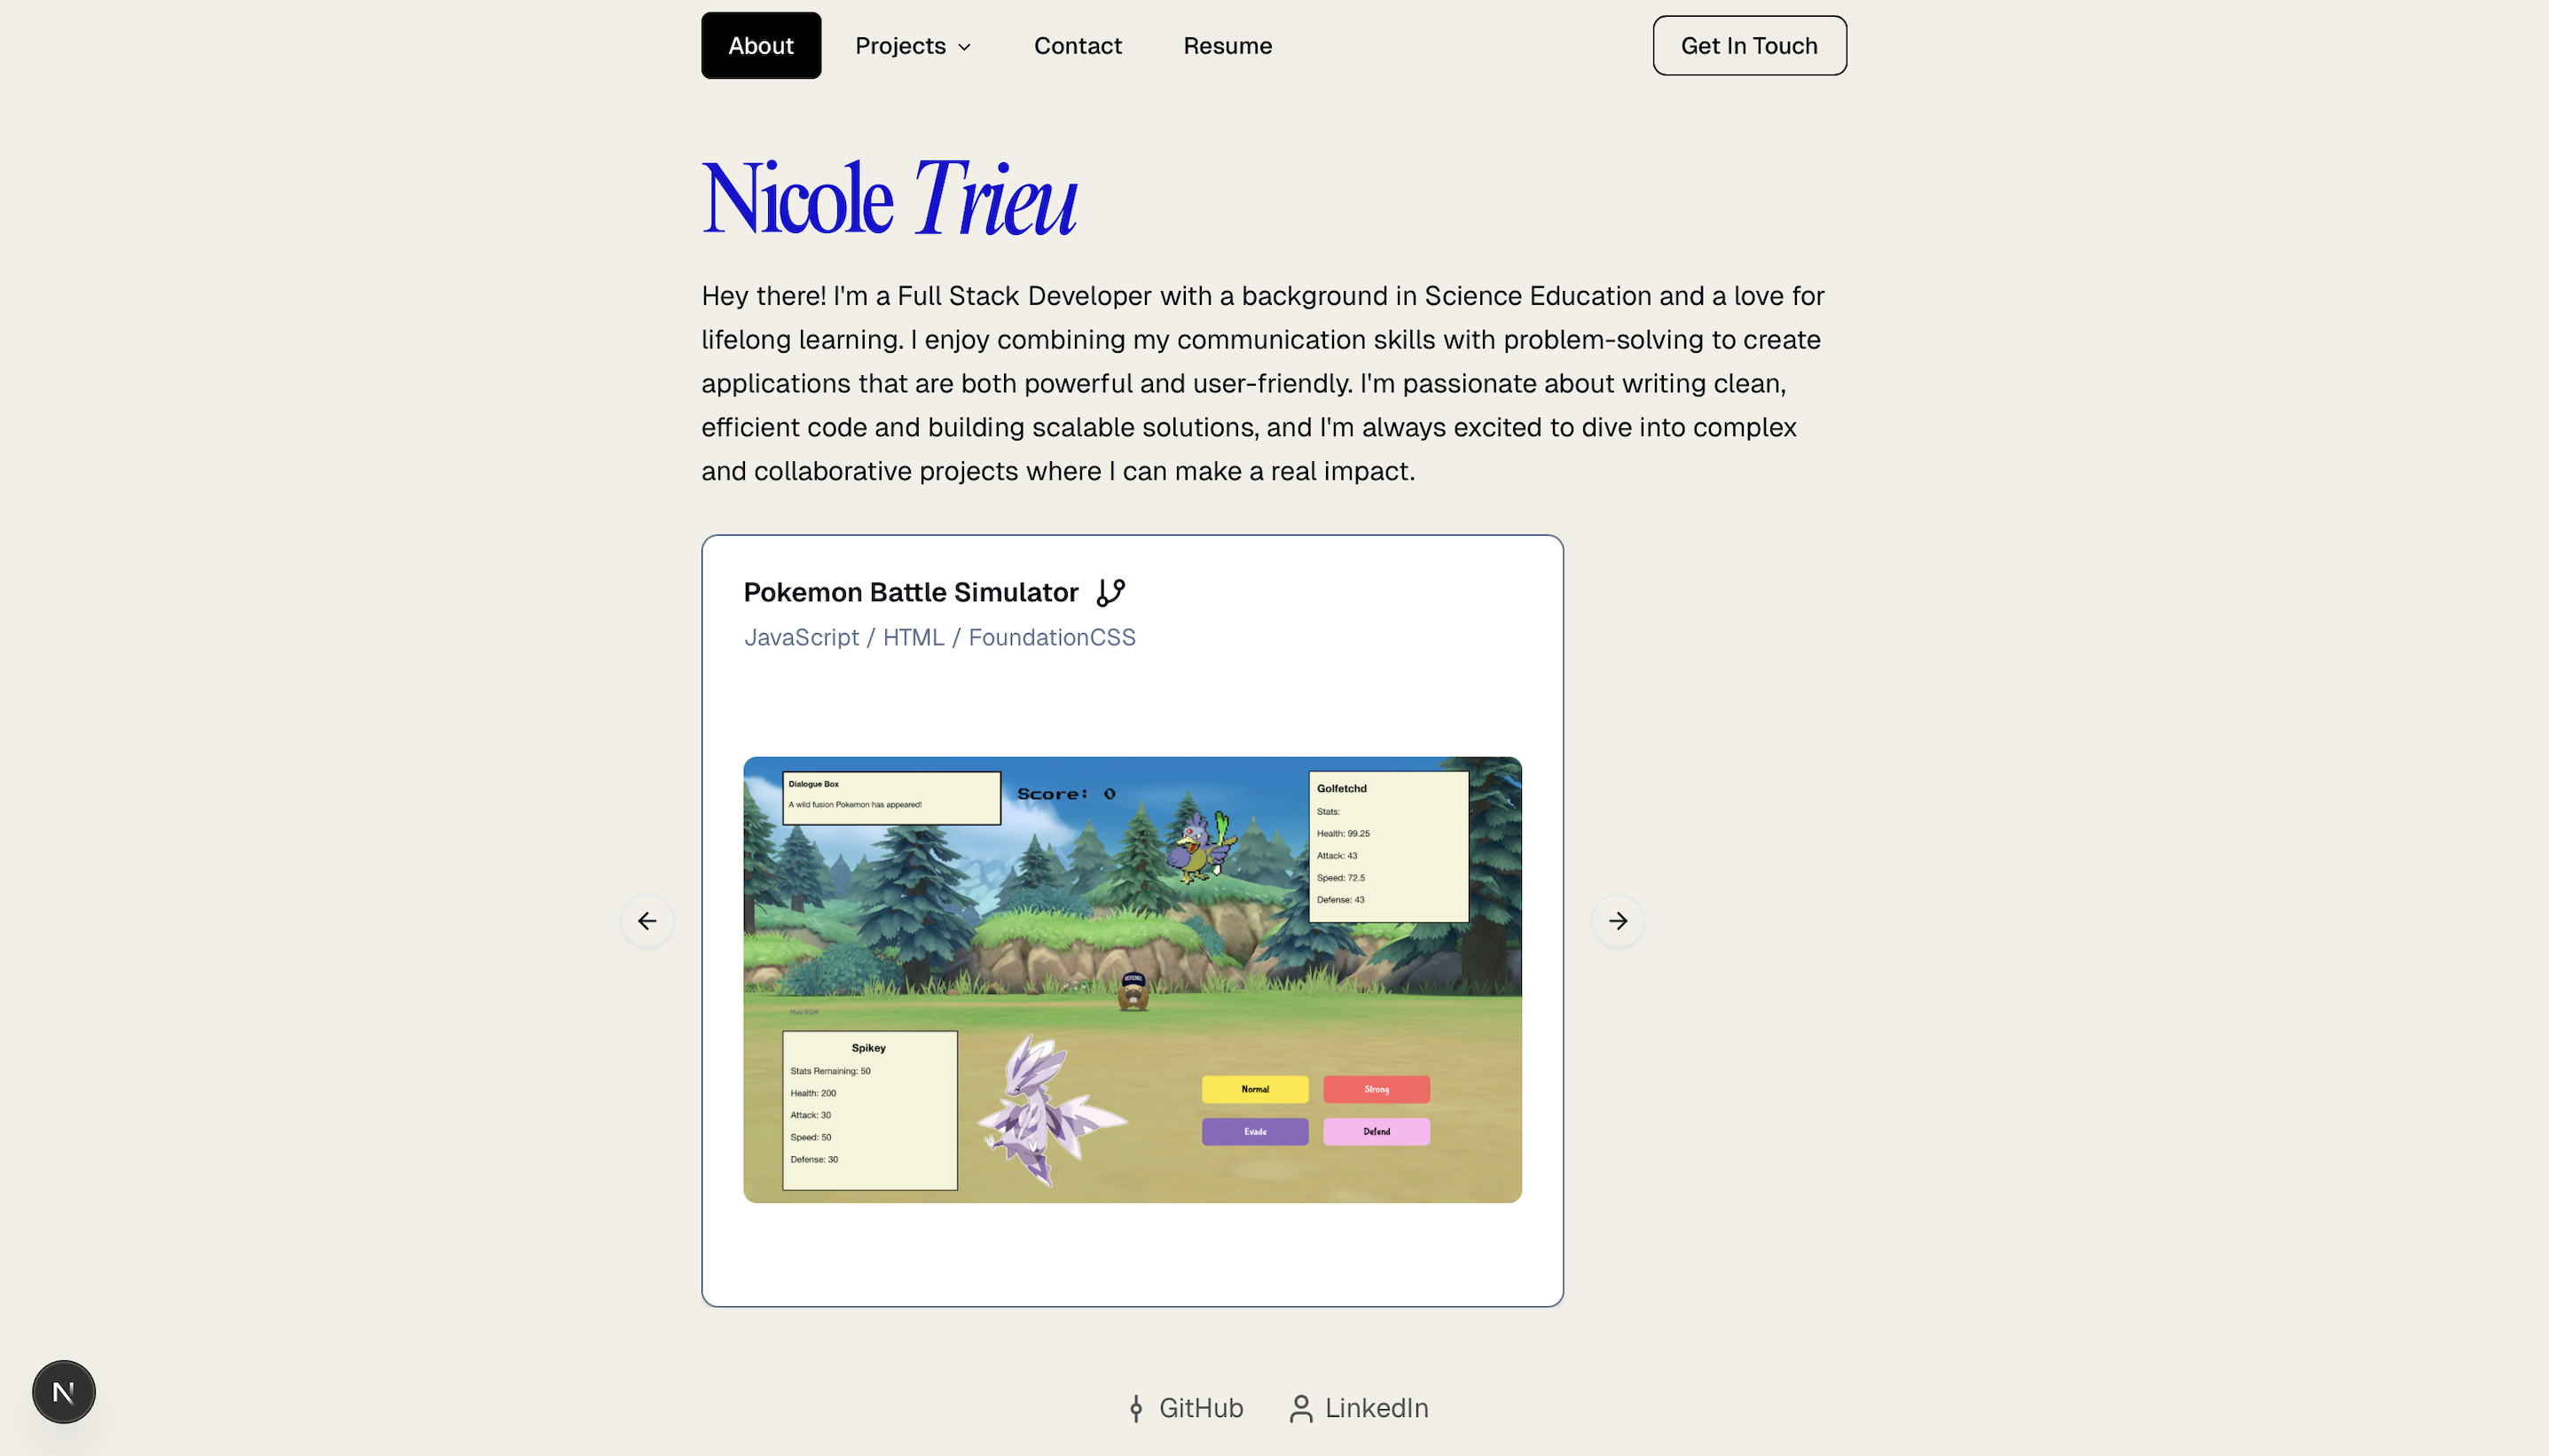 About
Projects
Contact
Resume
Get In Touch
Nicole Trieu
Hey there! I'm a Full Stack Developer with a background in Science Education and a love for
lifelong learning. I enjoy combining my communication skills with problem-solving to create
applications that are both powerful and user-friendly. I'm passionate about writing clean,
efficient code and building scalable solutions, and I'm always excited to dive into complex
and collaborative projects where I can make a real impact.
Pokemon Battle Simulator
JavaScript / HTML / FoundationCSS
Dialogue Box
A wild fusion Pokemon has appeared!
Score: 0
Golfetchd
Stats:
Health: 99.25
Attack: 43
Speed: 72.5
Defense: 43
Mute BGM
Spikey
Stats Remaining: 50
Health: 200
Attack: 30
Speed: 50
Defense: 30
Normal
Strong
Evade
Defend
N
GitHub
LinkedIn